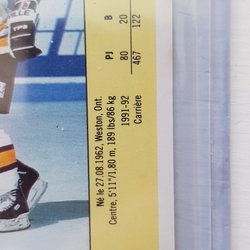 Né le 27.08.1962, Weston, Ont.
Centre, 5'11"/1,80 m, 189 lbs/86 kg
PJ B
1991-92 80 20
Carrière 467 122
TPS